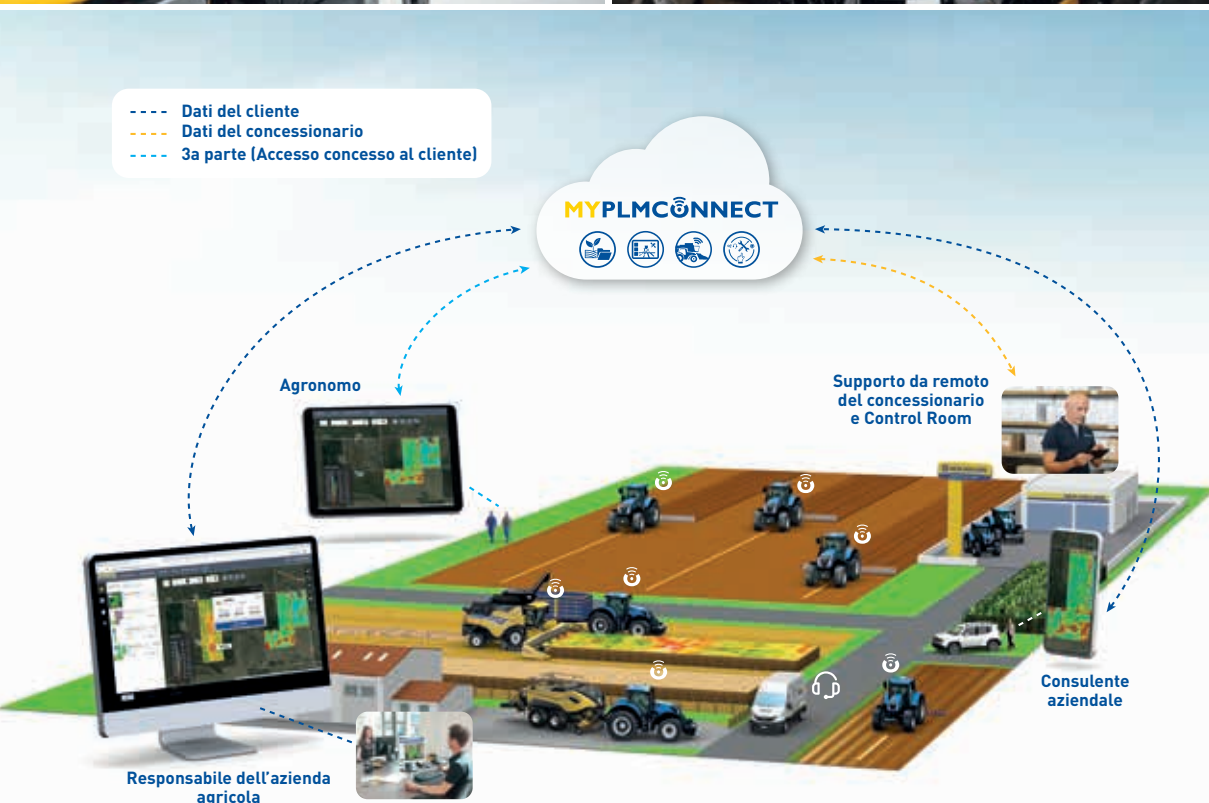 Dati del cliente
Dati del concessionario
3a parte (Accesso concesso al cliente)
MYPLMCONNECT
Agronomo
Supporto da remoto
del concessionario
e Control Room
Consulente
aziendale
Responsabile dell'azienda
agricola